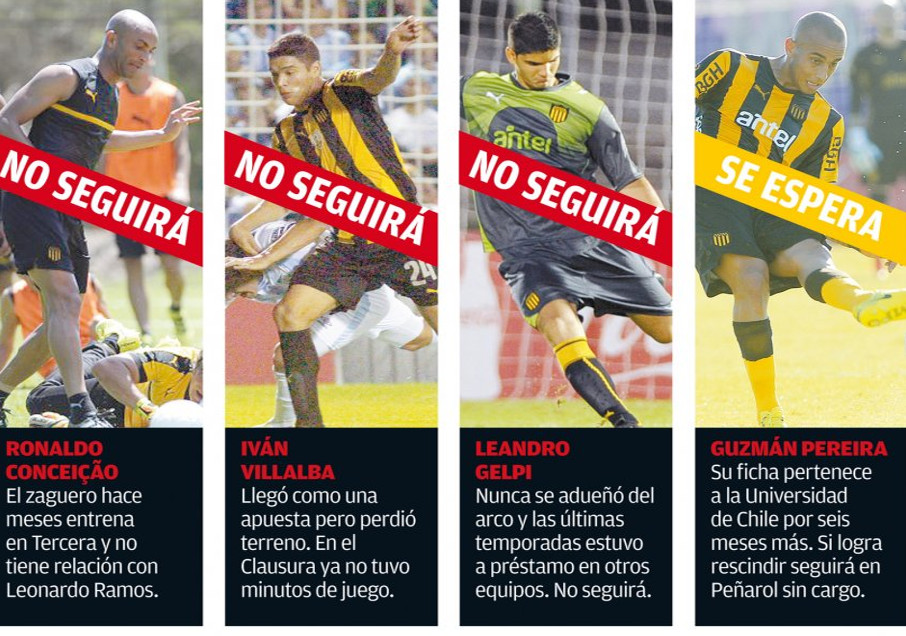 NO SEGUIRÁ
RONALDO
CONCEIÇÃO
El zaguero hace
meses entrena
en Tercera y no
tiene relación con
Leonardo Ramos.
24
NO SEGUIRÁ
IVÁN
VILLALBA
Llegó como una
apuesta pero perdió
terreno. En el
Clausura ya no tuvo
minutos de juego.
antel
NO SEGUIRÁ
LEANDRO
GELPI
Nunca se adueñó del
arco y las últimas
temporadas estuvo
a préstamo en otros
equipos. No seguirá.
BGH
antel
BGH
SE ESPERA
GUZMÁN PEREIRA
Su ficha pertenece
a la Universidad
de Chile por seis
meses más. Si logra
rescindir seguirá en
Peñarol sin cargo.